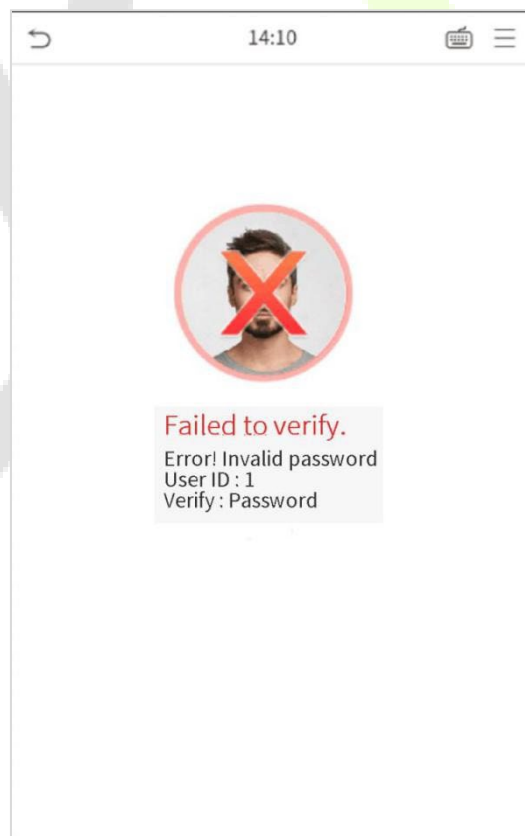 14:10
Failed to verify.
Error! Invalid password
User ID : 1
Verify : Password